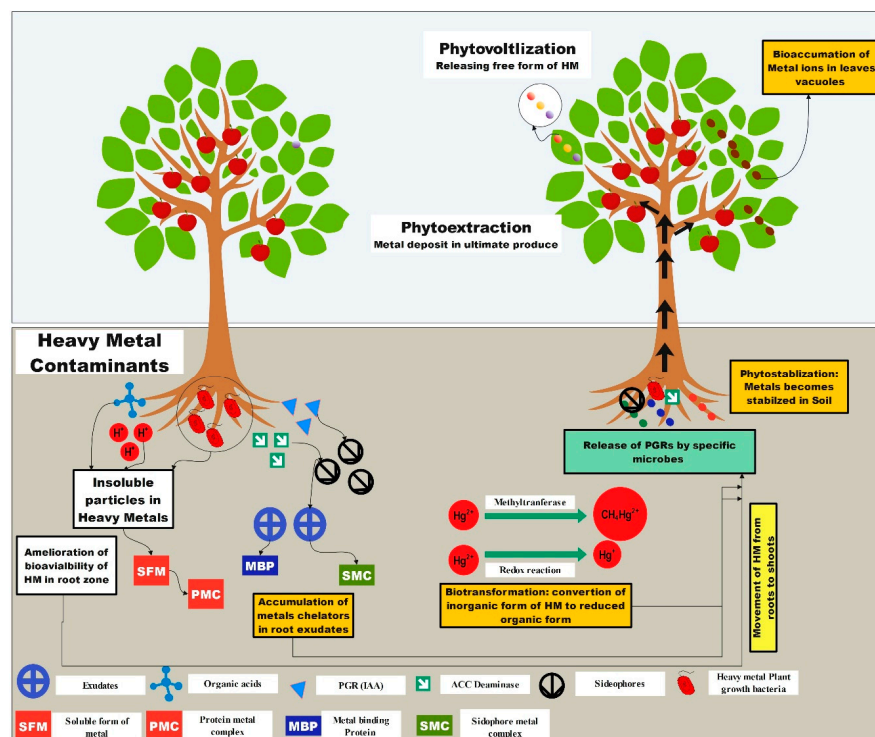 Phytovoltlization
Releasing free form of HM
Bioaccumation of
Metal ions in leaves
vacuoles
Phytoextraction
Metal deposit in ultimate produce
Heavy Metal
Contaminants
H⁺
H⁺
H⁺
Phytostablization:
Metals becomes
stabilzed in Soil
Release of PGRs by specific
microbes
Insoluble
particles in
Heavy Metals
Methyltranferase
Hg²⁺
CH₄Hg²⁺
Hg²⁺
Hg⁺
Redox reaction
Amelioration of
bioavialbility of
HM in root zone
SFM
PMC
MBP
SMC
Accumulation of
metals chelators
in root exudates
Biotransformation: convertion of
inorganic form of HM to reduced
organic form
Movement of HM from
roots to shoots
Exudates
Organic acids
PGR (IAA)
ACC Deaminase
Sideophores
Heavy metal Plant
growth bacteria
SFM
Soluble form of
metal
PMC
Protein metal
complex
MBP
Metal binding
Protein
SMC
Sidophore metal
complex